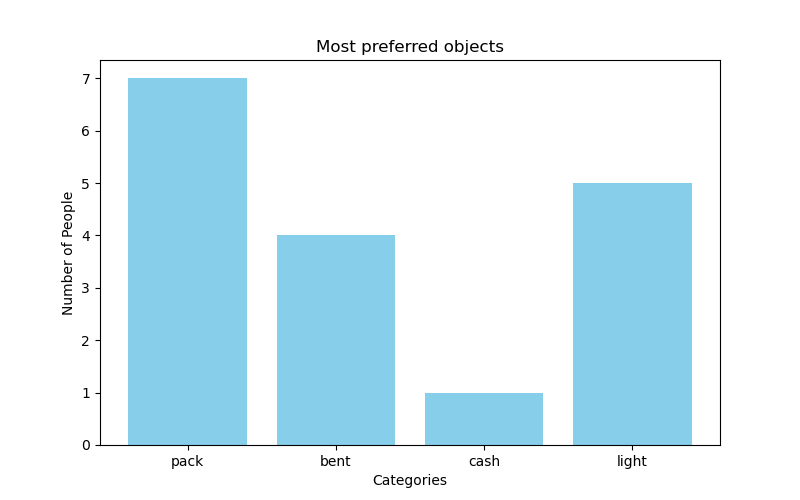 Most preferred objects
7
6
5
4
3
2
1
0
Number of People
pack bent cash light
Categories